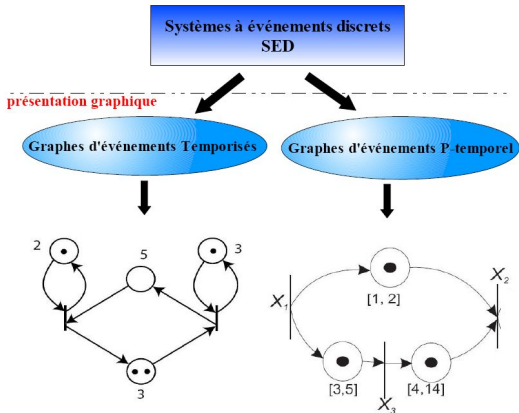 Systèmes à événements discrets
SED
présentation graphique
Graphes d'événements Temporisés
Graphes d'événements P-temporel
2
5
3
3
X1
X2
[1, 2]
[3,5]
[4,14]
X3